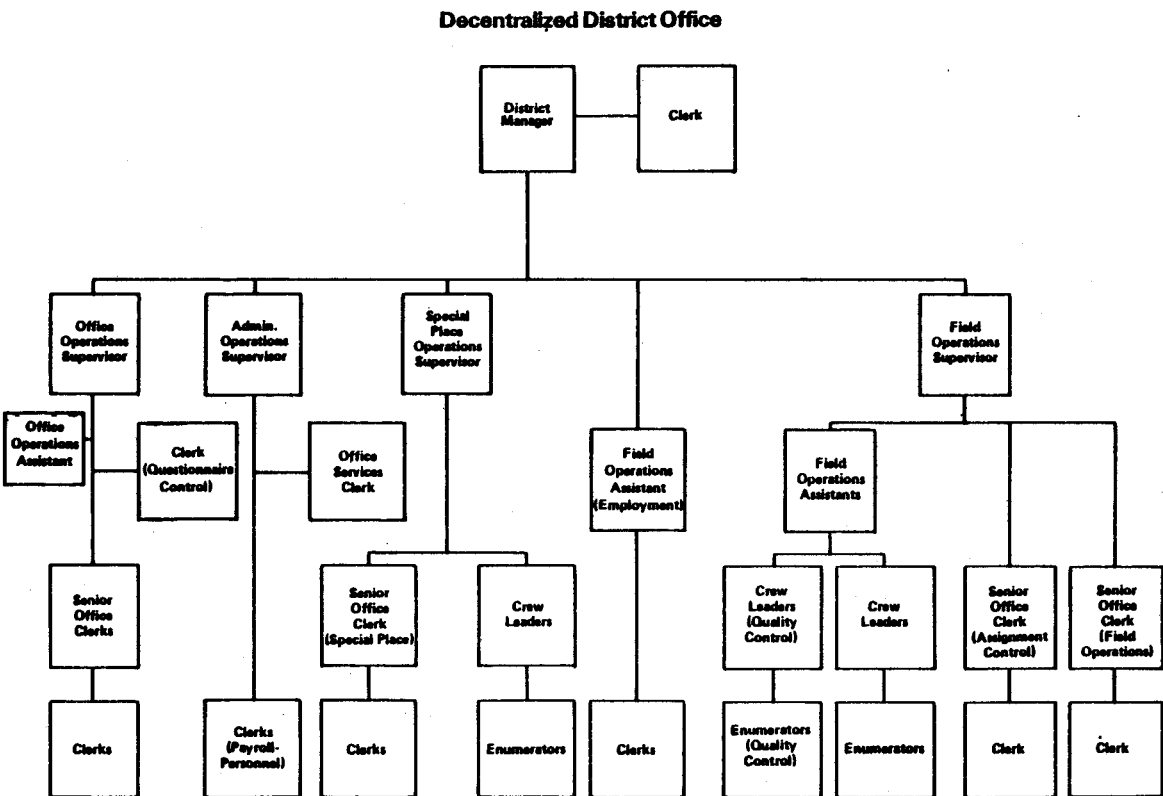 Decentralized District Office
District
Manager
Clerk
Office
Operations
Supervisor
Admin.
Operations
Supervisor
Special
Place
Operations
Supervisor
Field
Operations
Supervisor
Office
Operations
Assistant
Clerk
(Questionnaire
Control)
Office
Services
Clerk
Field
Operations
Assistant
(Employment)
Field
Operations
Assistants
Senior
Office
Clerks
Senior
Office
Clerk
(Special Place)
Crew
Leaders
Crew
Leaders
(Quality
Control)
Crew
Leaders
Senior
Office
Clerk
(Assignment
Control)
Senior
Office
Clerk
(Field
Operations)
Clerks
Clerks
(Payroll-
Personnel)
Clerks
Enumerators
Clerks
Enumerators
(Quality
Control)
Enumerators
Clerk
Clerk